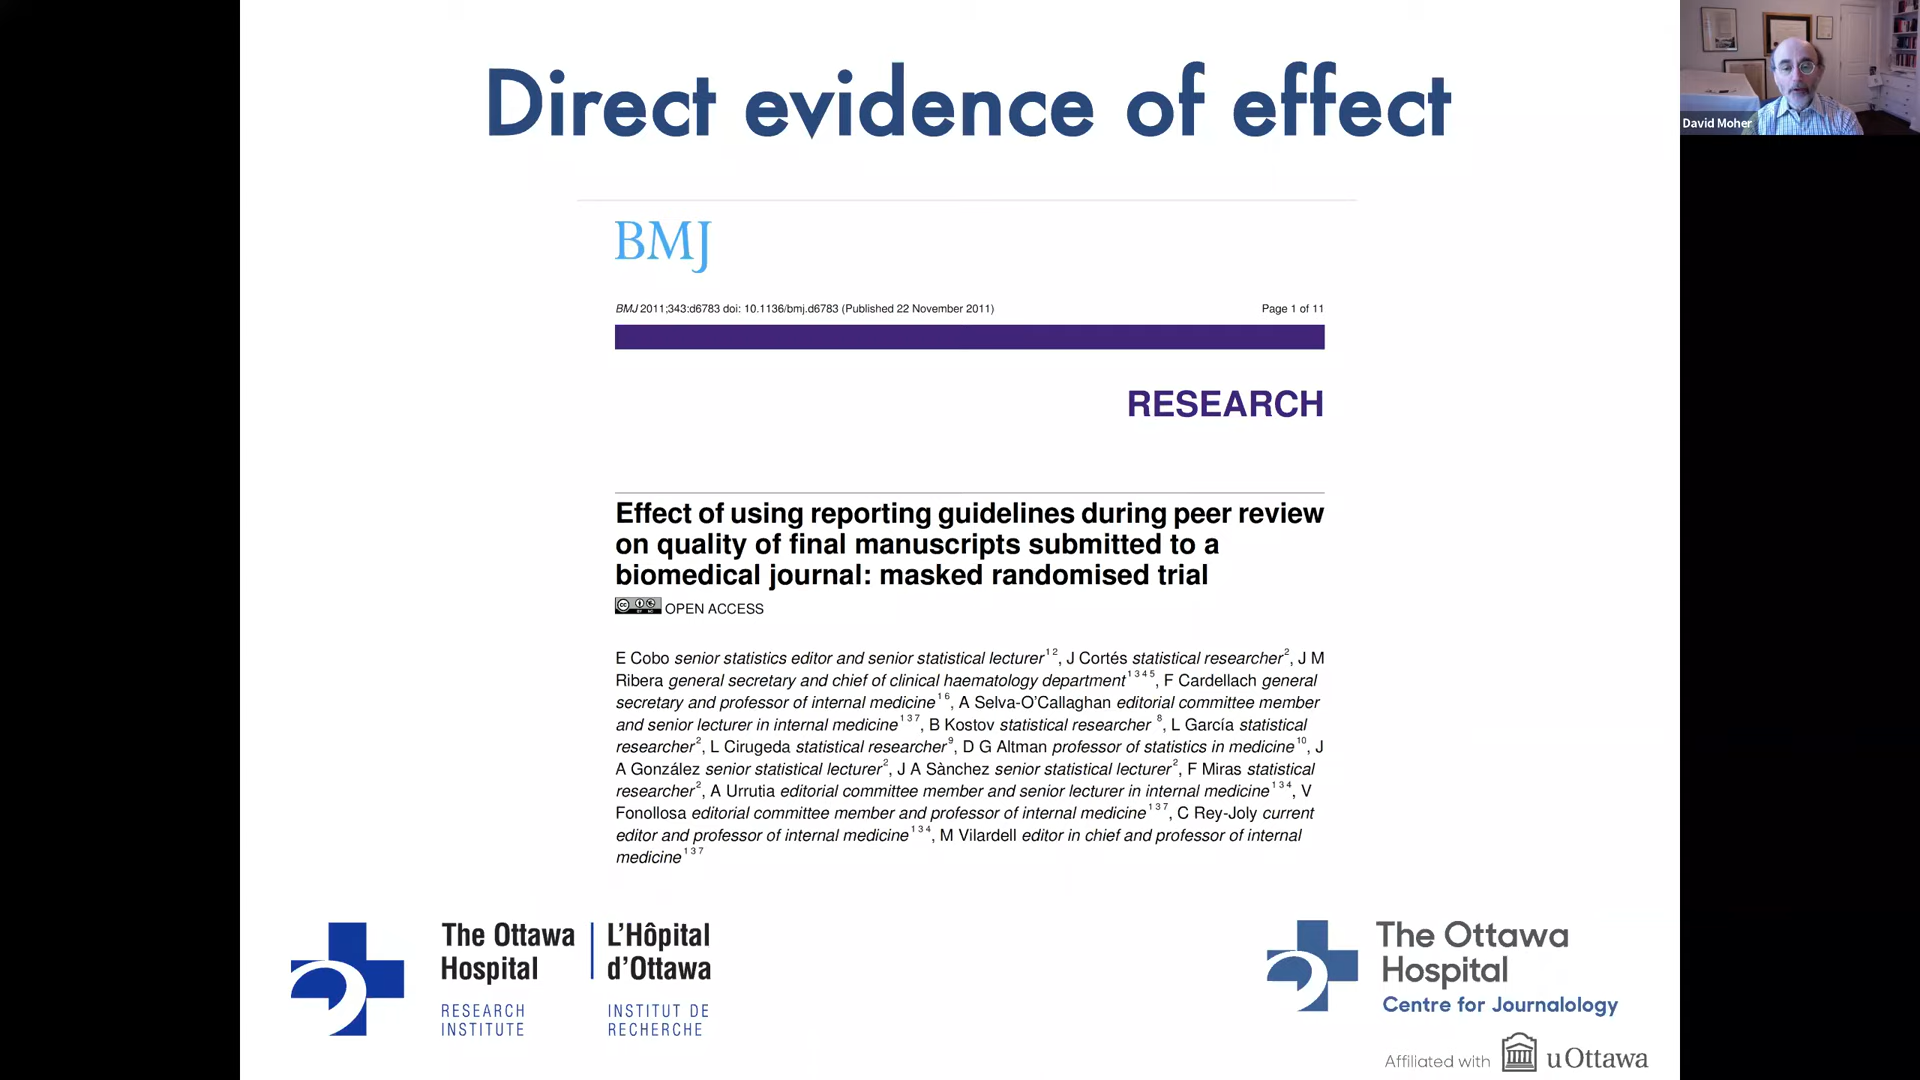 Direct evidence of effect
David Moher
BMJ
BMJ 2011;343:d6783 doi: 10.1136/bmj.d6783 (Published 22 November 2011) Page 1 of 11
RESEARCH
Effect of using reporting guidelines during peer review
on quality of final manuscripts submitted to a
biomedical journal: masked randomised trial
OPEN ACCESS
E Cobo senior statistics editor and senior statistical lecturer 1 2, J Cortés statistical researcher 2, J M
Ribera general secretary and chief of clinical haematology department 1 3 4 5, F Cardellach general
secretary and professor of internal medicine 1 6, A Selva-O’Callaghan editorial committee member
and senior lecturer in internal medicine 1 3 7, B Kostov statistical researcher 8, L García statistical
researcher 2, L Cirugeda statistical researcher 9, D G Altman professor of statistics in medicine 10, J
A González senior statistical lecturer 2, J A Sànchez senior statistical lecturer 2, F Miras statistical
researcher 2, A Urrutia editorial committee member and senior lecturer in internal medicine 1 3 4, V
Fonollosa editorial committee member and professor of internal medicine 1 3 7, C Rey-Joly current
editor and professor of internal medicine 1 3 4, M Vilardell editor in chief and professor of internal
medicine 1 3 7
The Ottawa
Hospital
RESEARCH
INSTITUTE
L’Hôpital
d’Ottawa
INSTITUT DE
RECHERCHE
The Ottawa
Hospital
Centre for Journalology
Affiliated with uOttawa